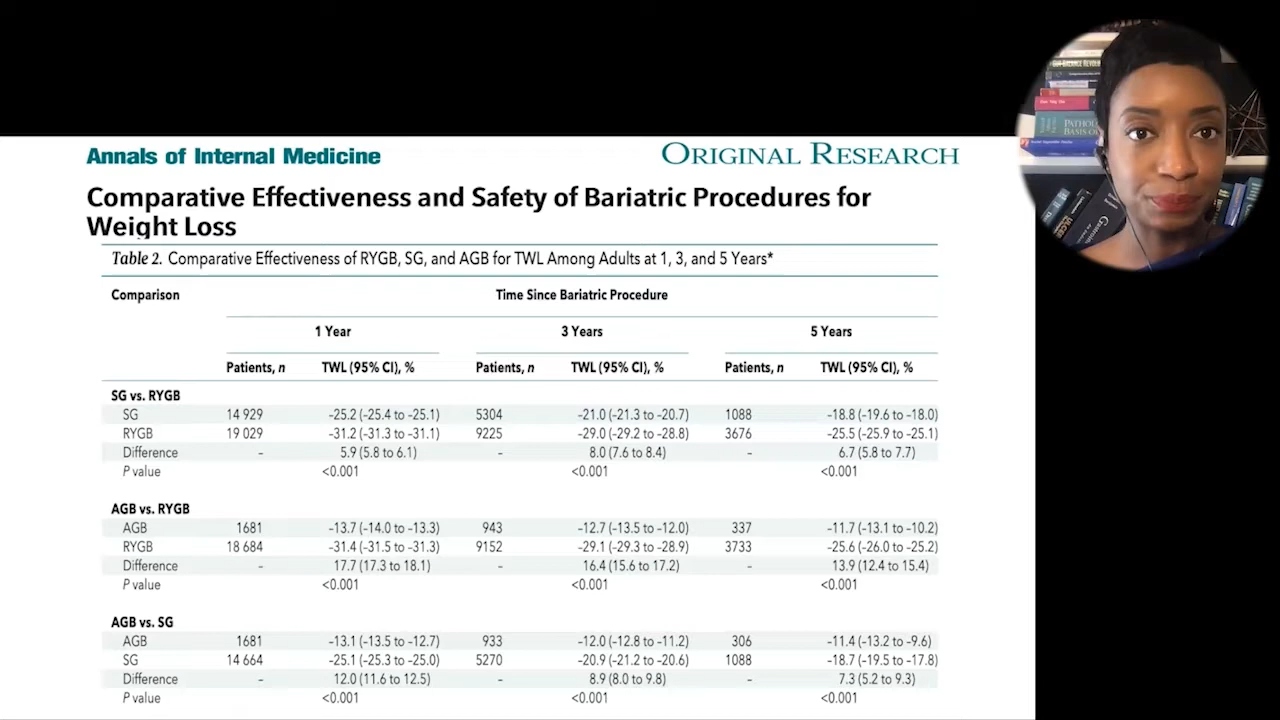 Annals of Internal Medicine ORIGINAL RESEARCH
Comparative Effectiveness and Safety of Bariatric Procedures for
Weight Loss
Table 2. Comparative Effectiveness of RYGB, SG, and AGB for TWL Among Adults at 1, 3, and 5 Years*
Comparison Time Since Bariatric Procedure
1 Year 3 Years 5 Years
Patients, n TWL (95% CI), % Patients, n TWL (95% CI), % Patients, n TWL (95% CI), %
SG vs. RYGB
SG 14 929 -25.2 (-25.4 to -25.1) 5304 -21.0 (-21.3 to -20.7) 1088 -18.8 (-19.6 to -18.0)
RYGB 19 029 -31.2 (-31.3 to -31.1) 9225 -29.0 (-29.2 to -28.8) 3676 -25.5 (-25.9 to -25.1)
Difference - 5.9 (5.8 to 6.1) - 8.0 (7.6 to 8.4) - 6.7 (5.8 to 7.7)
P value <0.001 <0.001 <0.001
AGB vs. RYGB
AGB 1681 -13.7 (-14.0 to -13.3) 943 -12.7 (-13.5 to -12.0) 337 -11.7 (-13.1 to -10.2)
RYGB 18 684 -31.4 (-31.5 to -31.3) 9152 -29.1 (-29.3 to -28.9) 3733 -25.6 (-26.0 to -25.2)
Difference - 17.7 (17.3 to 18.1) - 16.4 (15.6 to 17.2) - 13.9 (12.4 to 15.4)
P value <0.001 <0.001 <0.001
AGB vs. SG
AGB 1681 -13.1 (-13.5 to -12.7) 933 -12.0 (-12.8 to -11.2) 306 -11.4 (-13.2 to -9.6)
SG 14 664 -25.1 (-25.3 to -25.0) 5270 -20.9 (-21.2 to -20.6) 1088 -18.7 (-19.5 to -17.8)
Difference - 12.0 (11.6 to 12.5) - 8.9 (8.0 to 9.8) - 7.3 (5.2 to 9.3)
P value <0.001 <0.001 <0.001